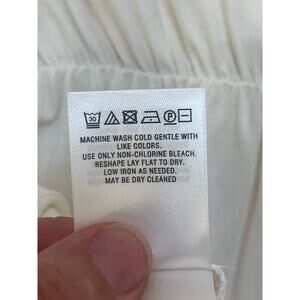 30 P
MACHINE WASH COLD GENTLE WITH
LIKE COLORS.
USE ONLY NON-CHLORINE BLEACH.
RESHAPE LAY FLAT TO DRY.
LOW IRON AS NEEDED.
MAY BE DRY CLEANED